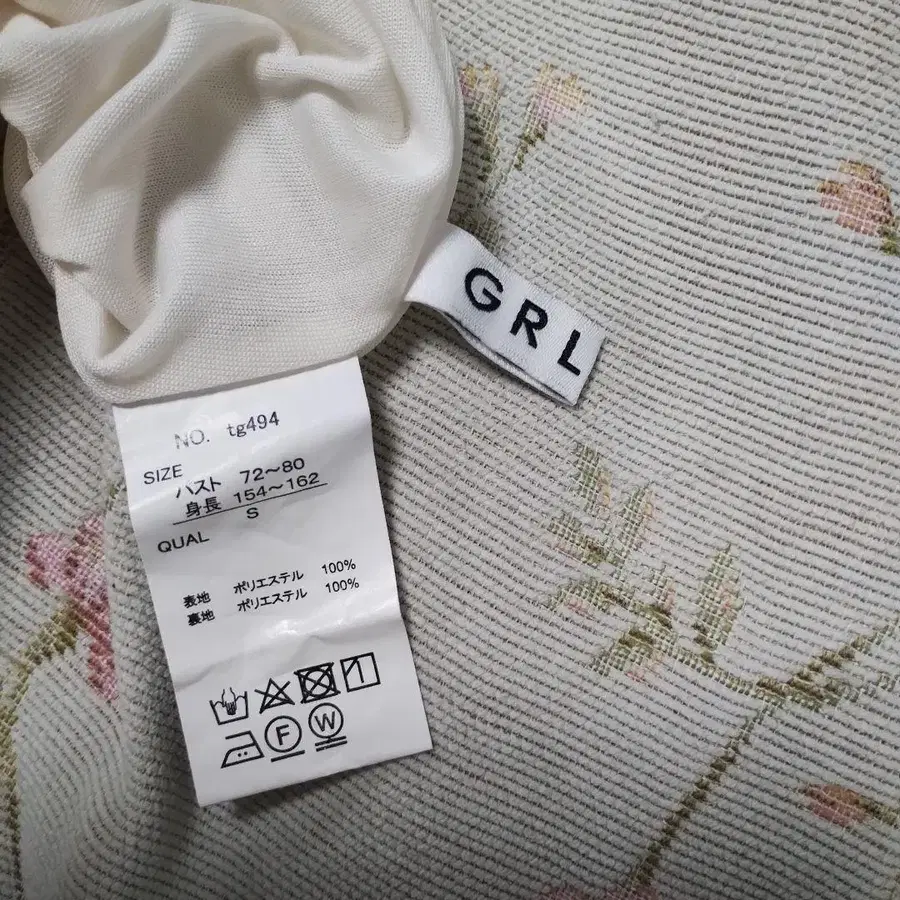 GRL
NO. tg494
SIZE
バスト 72～80
身長 154～162
S
QUAL
表地 ポリエステル 100%
裏地 ポリエステル 100%
1
F W